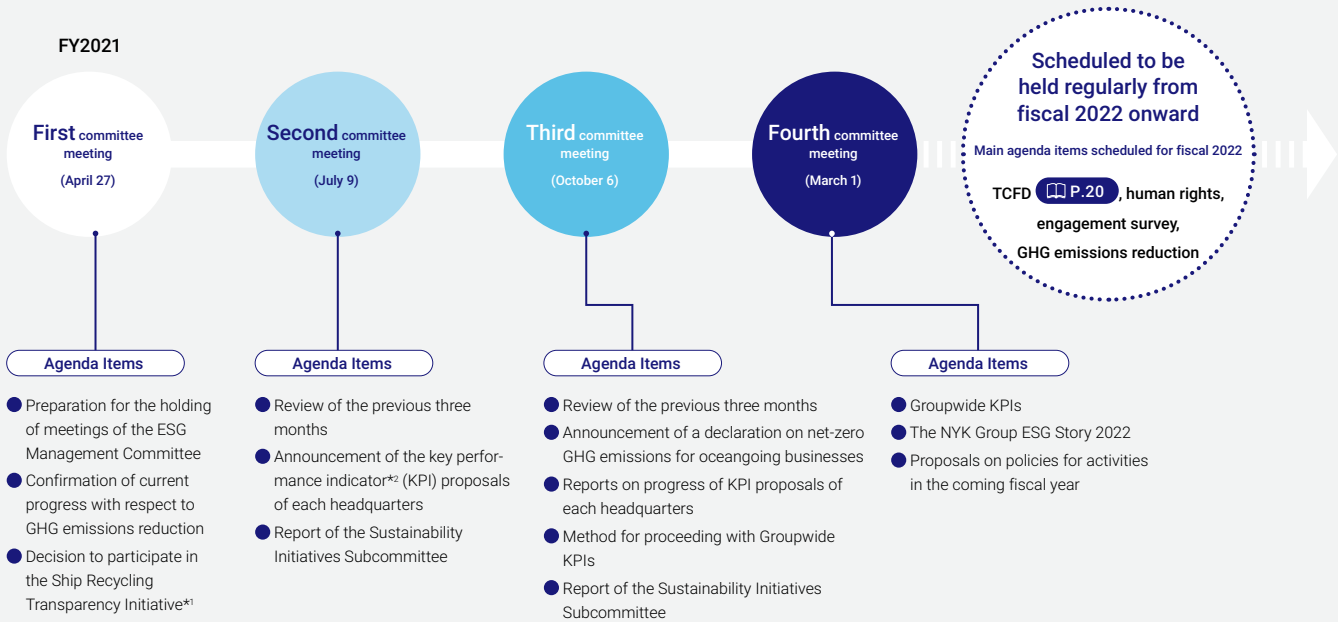 FY2021
First committee
meeting
(April 27)
Second committee
meeting
(July 9)
Third committee
meeting
(October 6)
Fourth committee
meeting
(March 1)
Scheduled to be
held regularly from
fiscal 2022 onward
Main agenda items scheduled for fiscal 2022
TCFD P.20 , human rights,
engagement survey,
GHG emissions reduction
Agenda Items
● Preparation for the holding
of meetings of the ESG
Management Committee
● Confirmation of current
progress with respect to
GHG emissions reduction
● Decision to participate in
the Ship Recycling
Transparency Initiative*1
Agenda Items
● Review of the previous three
months
● Announcement of the key perfor-
mance indicator*2 (KPI) proposals
of each headquarters
● Report of the Sustainability
Initiatives Subcommittee
Agenda Items
● Review of the previous three months
● Announcement of a declaration on net-zero
GHG emissions for oceangoing businesses
● Reports on progress of KPI proposals of
each headquarters
● Method for proceeding with Groupwide
KPIs
● Report of the Sustainability Initiatives
Subcommittee
Agenda Items
● Groupwide KPIs
● The NYK Group ESG Story 2022
● Proposals on policies for activities
in the coming fiscal year